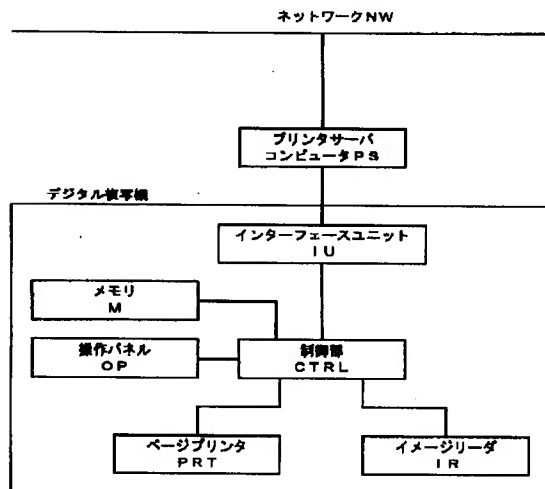 ネットワークNW
プリンタサーバ
コンピュータPS
デジタル複写機
インターフェースユニット
IU
メモリ
M
操作パネル
OP
制御部
CTRL
ページプリンタ
PRT
イメージリーダ
IR